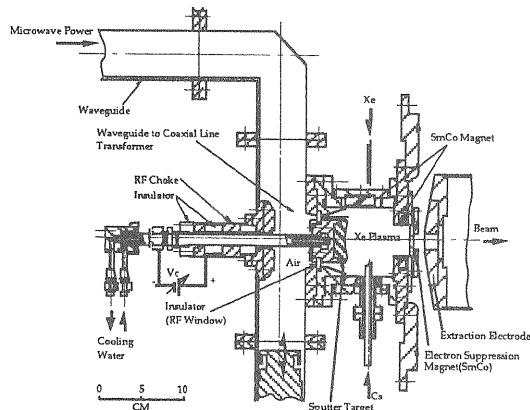 Microwave Power
Waveguide
Xe
Waveguide to Coaxial Line
Transformer
SmCo Magnet
RF Choke
Insulator
Xe Plasma
Beam
Air
Vc
+
Insulator
(RF Window)
Extraction Electrode
Cooling
Water
Electron Suppression
Magnet(SmCo)
Cs
0 5 10
CM
Sputter Target